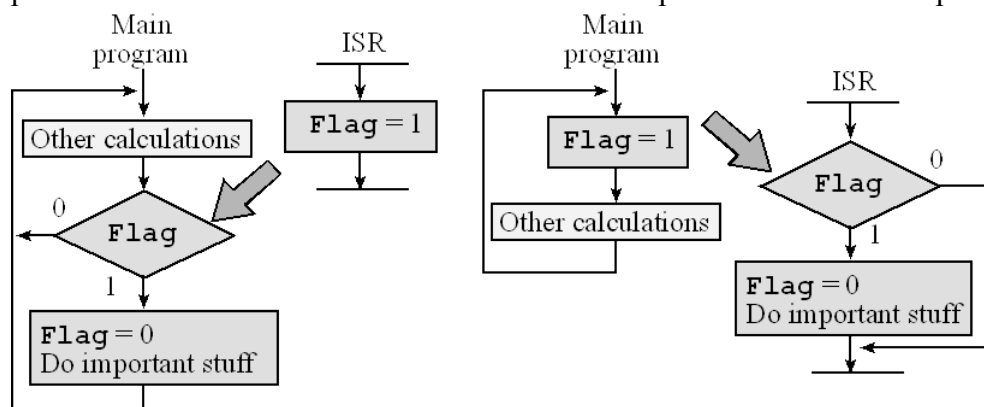 Main
program
Other calculations
0
Flag
1
Flag = 0
Do important stuff
ISR
Flag = 1
Main
program
Flag = 1
Other calculations
ISR
Flag
0
1
Flag = 0
Do important stuff